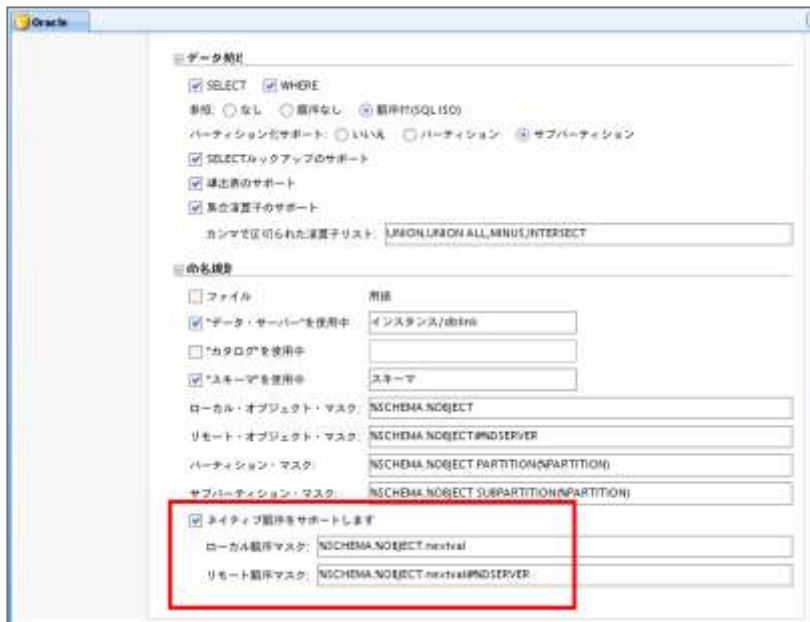 Oracle
データ処理
SELECT WHERE
参照: なし 順序なし 順序付(SQL ISO)
パーティション化サポート: いいえ パーティション サブパーティション
SELECTルックアップのサポート
導出表のサポート
集合演算子のサポート
カンマで区切られた演算子リスト: UNION,UNION ALL,MINUS,INTERSECT
命名規則
ファイル 用語
"データ・サーバー"を使用中 インスタンス/dblink
"カタログ"を使用中
"スキーマ"を使用中 スキーマ
ローカル・オブジェクト・マスク: %SCHEMA.%OBJECT
リモート・オブジェクト・マスク: %SCHEMA.%OBJECT@%DSERVER
パーティション・マスク: %SCHEMA.%OBJECT PARTITION(%PARTITION)
サブパーティション・マスク: %SCHEMA.%OBJECT SUBPARTITION(%PARTITION)
ネイティブ順序をサポートします
ローカル順序マスク: %SCHEMA.%OBJECT.nextval
リモート順序マスク: %SCHEMA.%OBJECT.nextval@%DSERVER